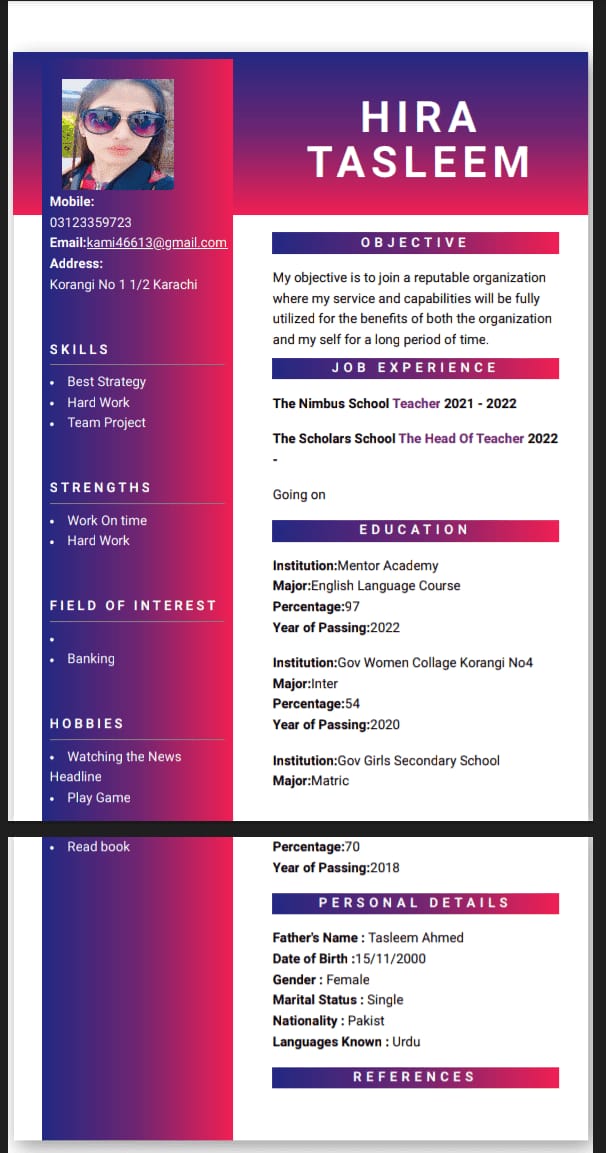 HIRA
TASLEEM
Mobile:
03123359723
Email:kami46613@gmail.com
Address:
Korangi No 1 1/2 Karachi
SKILLS
• Best Strategy
• Hard Work
• Team Project
STRENGTHS
• Work On time
• Hard Work
FIELD OF INTEREST
•
• Banking
HOBBIES
• Watching the News
Headline
• Play Game
• Read book
OBJECTIVE
My objective is to join a reputable organization
where my service and capabilities will be fully
utilized for the benefits of both the organization
and my self for a long period of time.
JOB EXPERIENCE
The Nimbus School Teacher 2021 - 2022
The Scholars School The Head Of Teacher 2022
-
Going on
EDUCATION
Institution:Mentor Academy
Major:English Language Course
Percentage:97
Year of Passing:2022
Institution:Gov Women Collage Korangi No4
Major:Inter
Percentage:54
Year of Passing:2020
Institution:Gov Girls Secondary School
Major:Matric
Percentage:70
Year of Passing:2018
PERSONAL DETAILS
Father's Name : Tasleem Ahmed
Date of Birth :15/11/2000
Gender : Female
Marital Status : Single
Nationality : Pakist
Languages Known : Urdu
REFERENCES